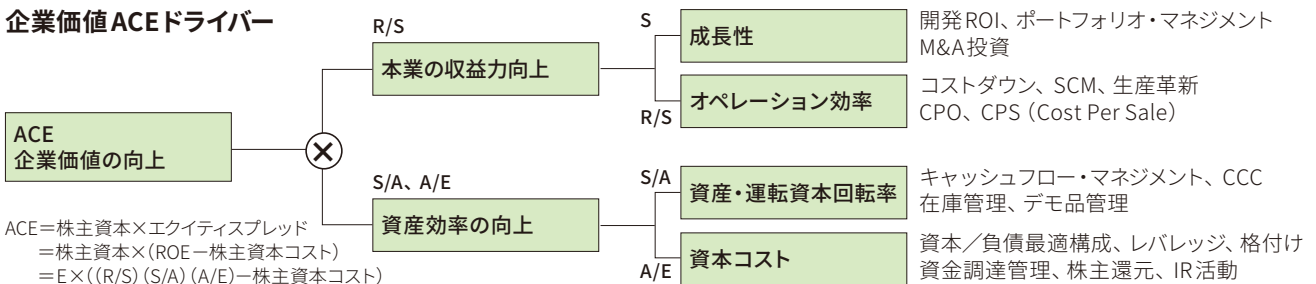 企業価値ACEドライバー
R/S
本業の収益力向上
S
成長性
開発ROI、ポートフォリオ・マネジメント
M&A投資
オペレーション効率
R/S
コストダウン、SCM、生産革新
CPO、CPS（Cost Per Sale）
ACE
企業価値の向上
×
S/A、A/E
資産効率の向上
S/A
資産・運転資本回転率
キャッシュフロー・マネジメント、CCC
在庫管理、デモ品管理
資本コスト
A/E
資本／負債最適構成、レバレッジ、格付け
資金調達管理、株主還元、IR活動
ACE＝株主資本×エクイティスプレッド
＝株主資本×(ROE−株主資本コスト)
＝E×((R/S)(S/A)(A/E)−株主資本コスト)